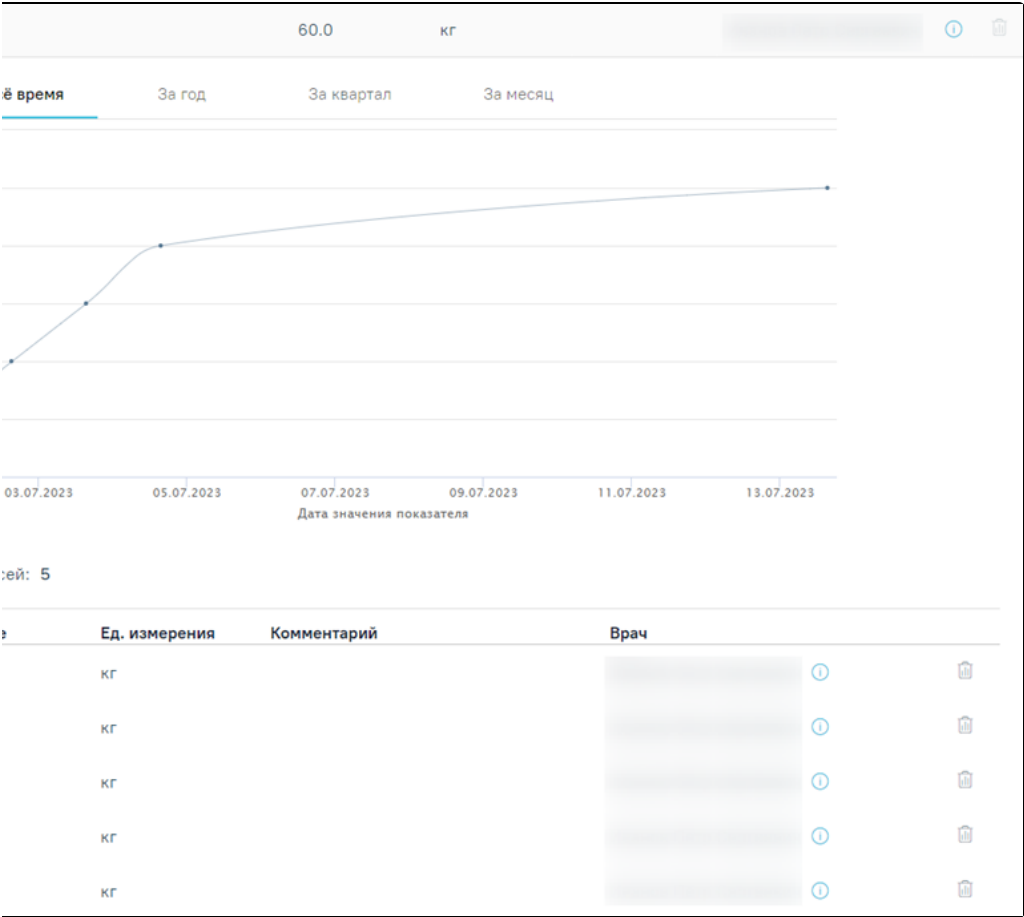 60.0 кг
ё время За год За квартал За месяц
03.07.2023 05.07.2023 07.07.2023 09.07.2023 11.07.2023 13.07.2023
Дата значения показателя
сей: 5
е Ед. измерения Комментарий Врач
кг
кг
кг
кг
кг